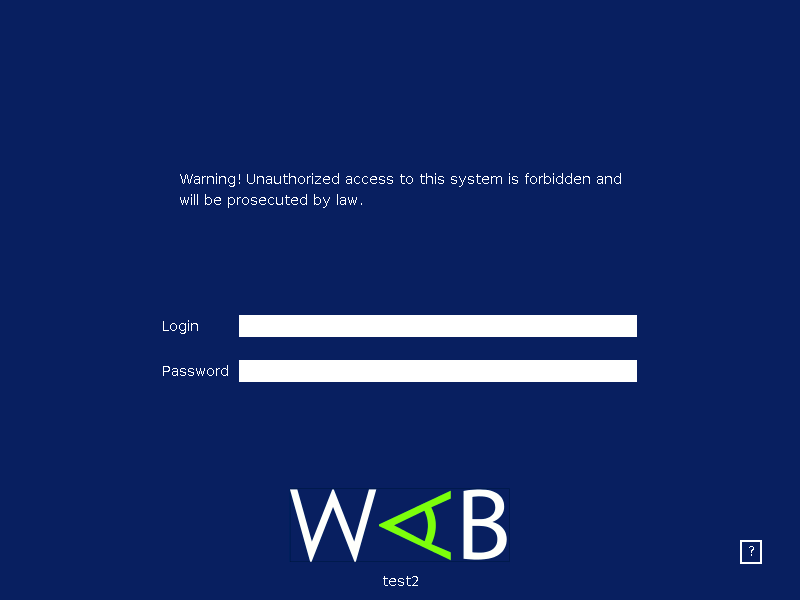 Warning! Unauthorized access to this system is forbidden and
will be prosecuted by law.
Login
Password
WAB
?
test2